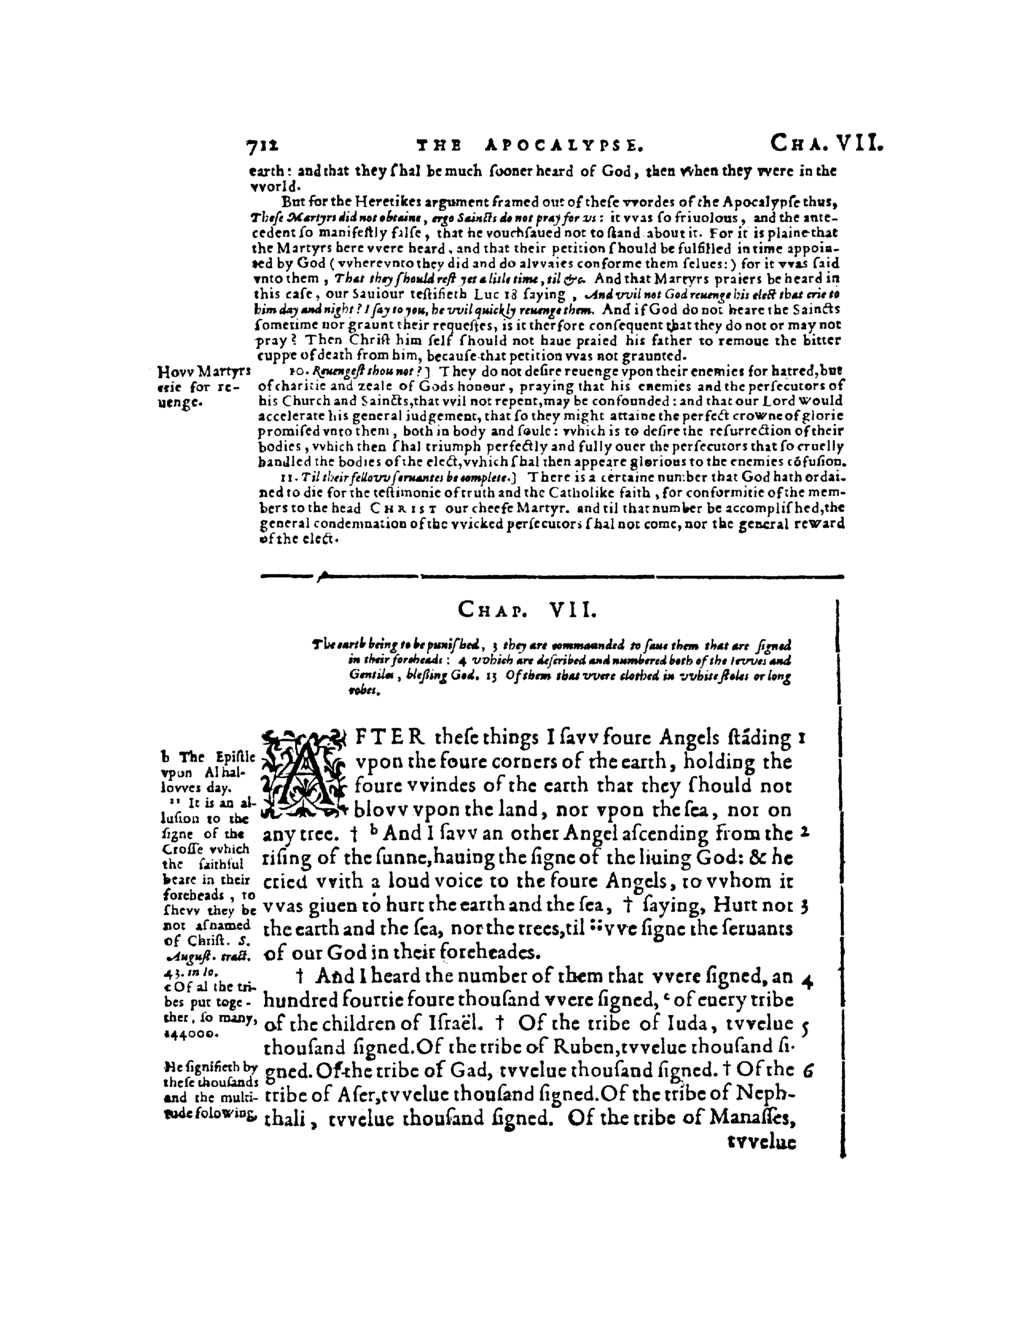 712 THE APOCALYPSE. CHA. VII.
earth: and that they ſhal be much ſooner heard of God, then vvhen they vvere in the
vvorld.
But for the Heretikes argument framed out of theſe vvordes of the Apocalypſe thus,
Theſe Martyrs did not obtaine, ergo Sainċts do not pray for vs: it vvas ſo friuolous, and the ante-
cedent ſo manifeſtly falſe, that he vouchſaued not to ſtand about it. For it is plaine that
the Martyrs here vvere heard, and that their petition ſhould be fulfilled in time appoin-
ted by God (vvherevnto they did and do alvvaies conforme them ſelues:) for it vvas ſaid
vnto them, That they ſhould reſt yet a litle time, til &c. And that Martyrs praiers be heard in
this caſe, our Sauiour teſtifieth Luc 18 ſaying, And vvil not God reuenge his elect that crie to
him day and night? I ſay to you, he vvil quickly reuenge them. And if God do not heare the Saincts
ſometime nor graunt their requeſtes, is it therfore conſequent that they do not or may not
pray? Then Chriſt him ſelf ſhould not haue praied his father to remoue the bitter
cuppe of death from him, becauſe that petition vvas not graunted.
Hovv Martyrs
crie for re-
uenge.
10. Reuengeſt thou not?] They do not deſire reuenge vpon their enemies for hatred, but
of charitie and zeale of Gods honour, praying that his enemies and the perſecutors of
his Church and Saincts, that vvil not repent, may be confounded: and that our Lord would
accelerate his general iudgement, that ſo they might attaine the perfect crowne of glorie
promiſed vnto them, both in body and ſoule: vvhich is to deſire the reſurrection of their
bodies, vvhich then ſhal triumph perfectly and fully ouer the perſecutors that ſo cruelly
handled the bodies of the elect, vvhich ſhal then appeare glorious to the enemies cõfuſion.
11. Til their fellovv ſeruantes be complete.] There is a certaine number that God hath ordai-
ned to die for the teſtimonie of truth and the Catholike faith, for conformitie of the mem-
bers to the head CHRIST our cheefe Martyr. and til that number be accompliſhed, the
general condemnation of the vvicked perſecutors ſhal not come, nor the general reward
of the elect.
CHAP. VII.
The earth being to be puniſhed, 3 they are commaunded to ſaue them that are ſigned
in their foreheads: 4 vvhich are deſcribed and numbered both of the Ievves and
Gentiles, bleſſing God. 13 Of them that vvere clothed in vvhite ſtoles or long
robes.
AFTER theſe things I ſavv foure Angels ſtãding 1
vpon the foure corners of the earth, holding the
foure vvindes of the earth that they ſhould not
blovv vpon the land, nor vpon the ſea, nor on
any tree. † b And I ſavv an other Angel aſcending from the 2
riſing of the ſunne, hauing the ſigne of the liuing God: & he
cried vvith a loud voice to the foure Angels, to vvhom it
vvas giuen to hurt the earth and the ſea, † ſaying, Hurt not 3
the earth and the ſea, nor the trees, til ∷vve ſigne the ſeruants
of our God in their foreheades.
† And I heard the number of them that vvere ſigned, an 4
hundred fourtie foure thouſand vvere ſigned, c of euery tribe
of the children of Iſraël. † Of the tribe of Iuda, tvvelue 5
thouſand ſigned. Of the tribe of Ruben, tvvelue thouſand ſi-
gned. Of the tribe of Gad, tvvelue thouſand ſigned. † Of the 6
tribe of Aſer, tvvelue thouſand ſigned. Of the tribe of Neph-
thali, tvvelue thouſand ſigned. Of the tribe of Manaſſes,
tvvelue
b The Epiſtle
vpon Al hal-
lovves day.
" It is an al-
luſion to the
ſigne of the
Croſſe vvhich
the faithful
beare in their
foreheads, to
ſhevv they be
not aſhamed
of Chriſt. S.
Auguſt. tract.
43. in Io.
c Of al the tri-
bes put toge-
ther, ſo many,
144000.
He ſignifieth by
theſe thouſands
and the multi-
tude folowing,